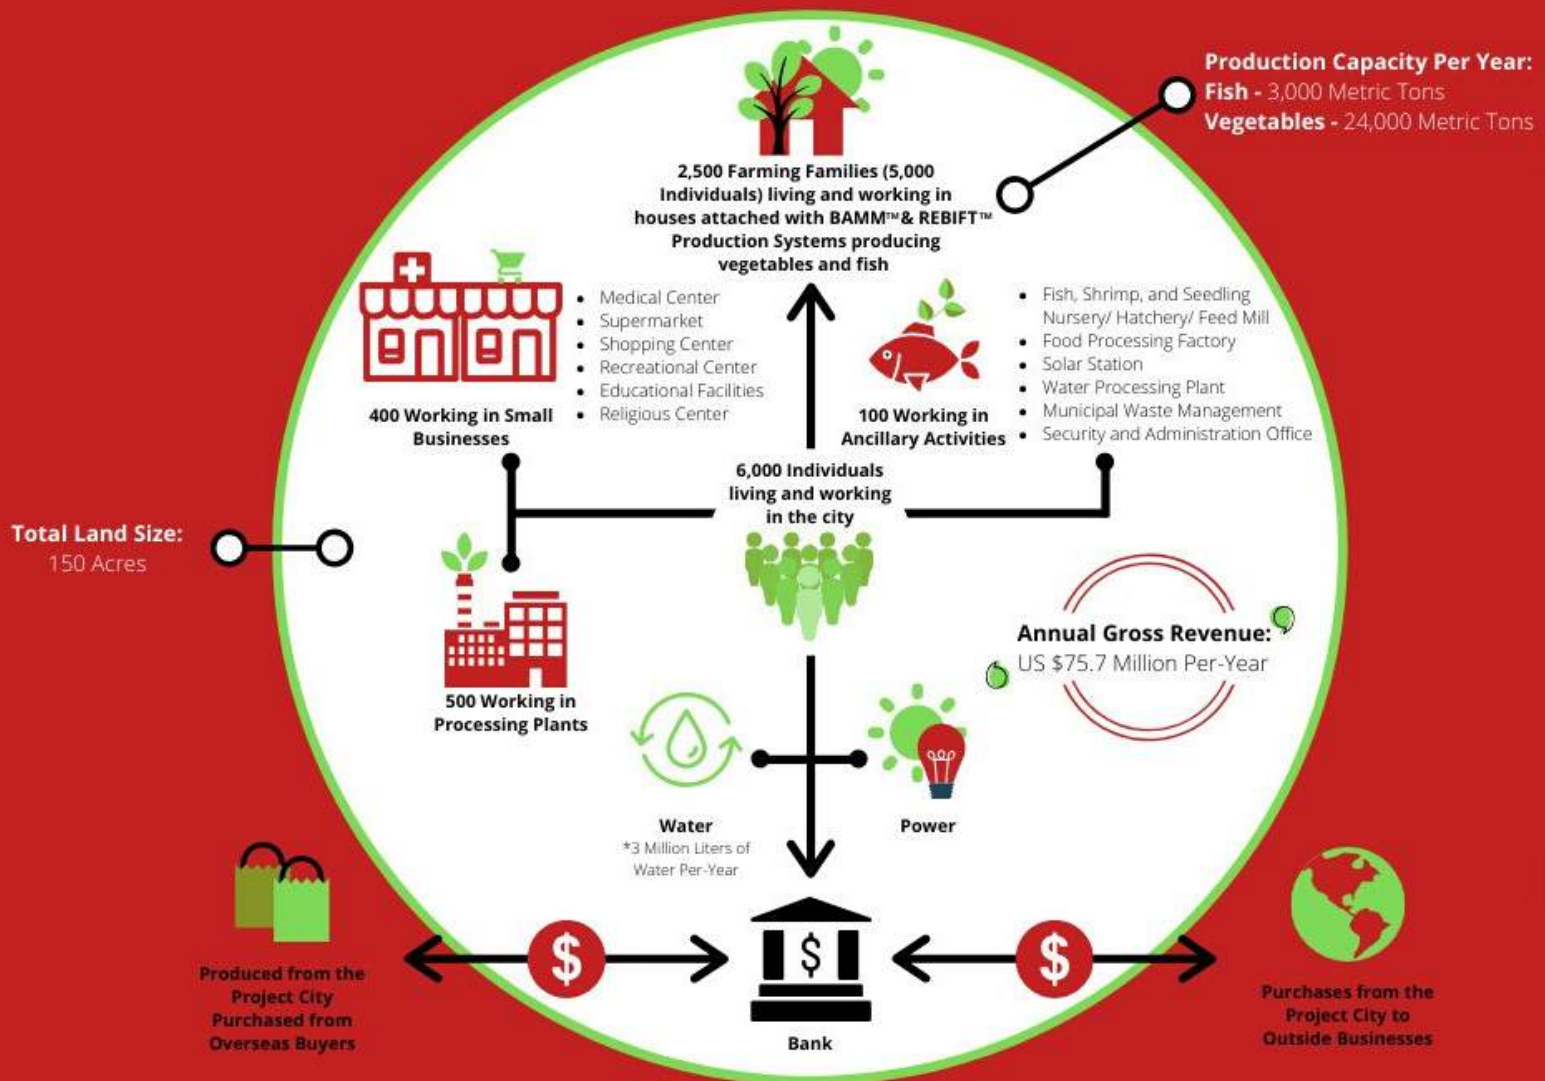 Production Capacity Per Year:
Fish - 3,000 Metric Tons
Vegetables - 24,000 Metric Tons
2,500 Farming Families (5,000
Individuals) living and working in
houses attached with BAMM™& REBIFT™
Production Systems producing
vegetables and fish
• Medical Center
• Supermarket
• Shopping Center
• Recreational Center
• Educational Facilities
• Religious Center
400 Working in Small
Businesses
• Fish, Shrimp, and Seedling
Nursery/ Hatchery/ Feed Mill
• Food Processing Factory
• Solar Station
• Water Processing Plant
• Municipal Waste Management
• Security and Administration Office
100 Working in
Ancillary Activities
6,000 Individuals
living and working
in the city
Total Land Size:
150 Acres
500 Working in
Processing Plants
Annual Gross Revenue:
US $75.7 Million Per-Year
Water
*3 Million Liters of
Water Per-Year
Power
Produced from the
Project City
Purchased from
Overseas Buyers
$
$
$
Bank
Purchases from the
Project City to
Outside Businesses